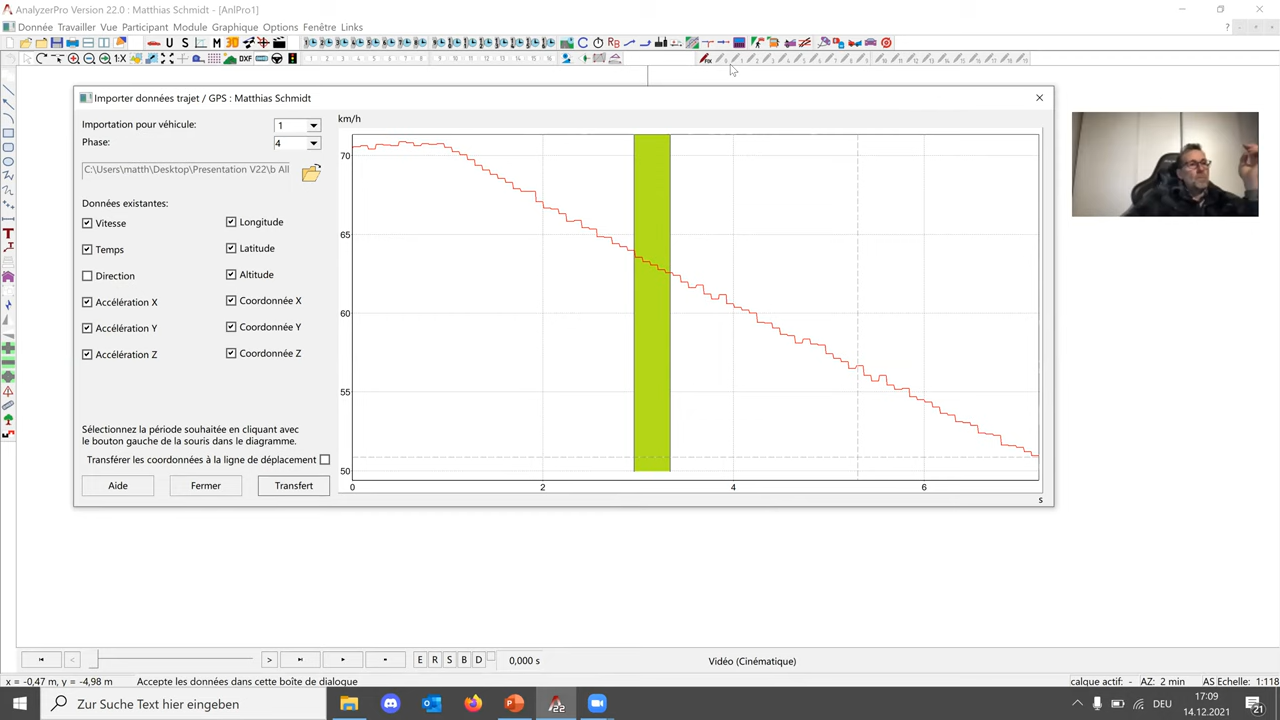 AnalyzerPro Version 22.0 : Matthias Schmidt - [AnlPro1]
Donnée Travailler Vue Participant Module Graphique Options Fenêtre Links
Importer données trajet / GPS : Matthias Schmidt
Importation pour véhicule: 1
Phase: 4
C:\Users\matth\Desktop\Presentation V22\b All
Données existantes:
Vitesse Longitude
Temps Latitude
Direction Altitude
Accélération X Coordonnée X
Accélération Y Coordonnée Y
Accélération Z Coordonnée Z
Sélectionnez la période souhaitée en cliquant avec
le bouton gauche de la souris dans le diagramme.
Transférer les coordonnées à la ligne de déplacement
Aide Fermer Transfert
km/h
70
65
60
55
50
0 2 4 6
s
E R S B D 0,000 s Vidéo (Cinématique)
x = -0,47 m, y = -4,98 m Accepte les données dans cette boîte de dialogue calque actif: - AZ: 2 min AS Echelle: 1:118
Zur Suche Text hier eingeben
DEU
17:09
14.12.2021
21